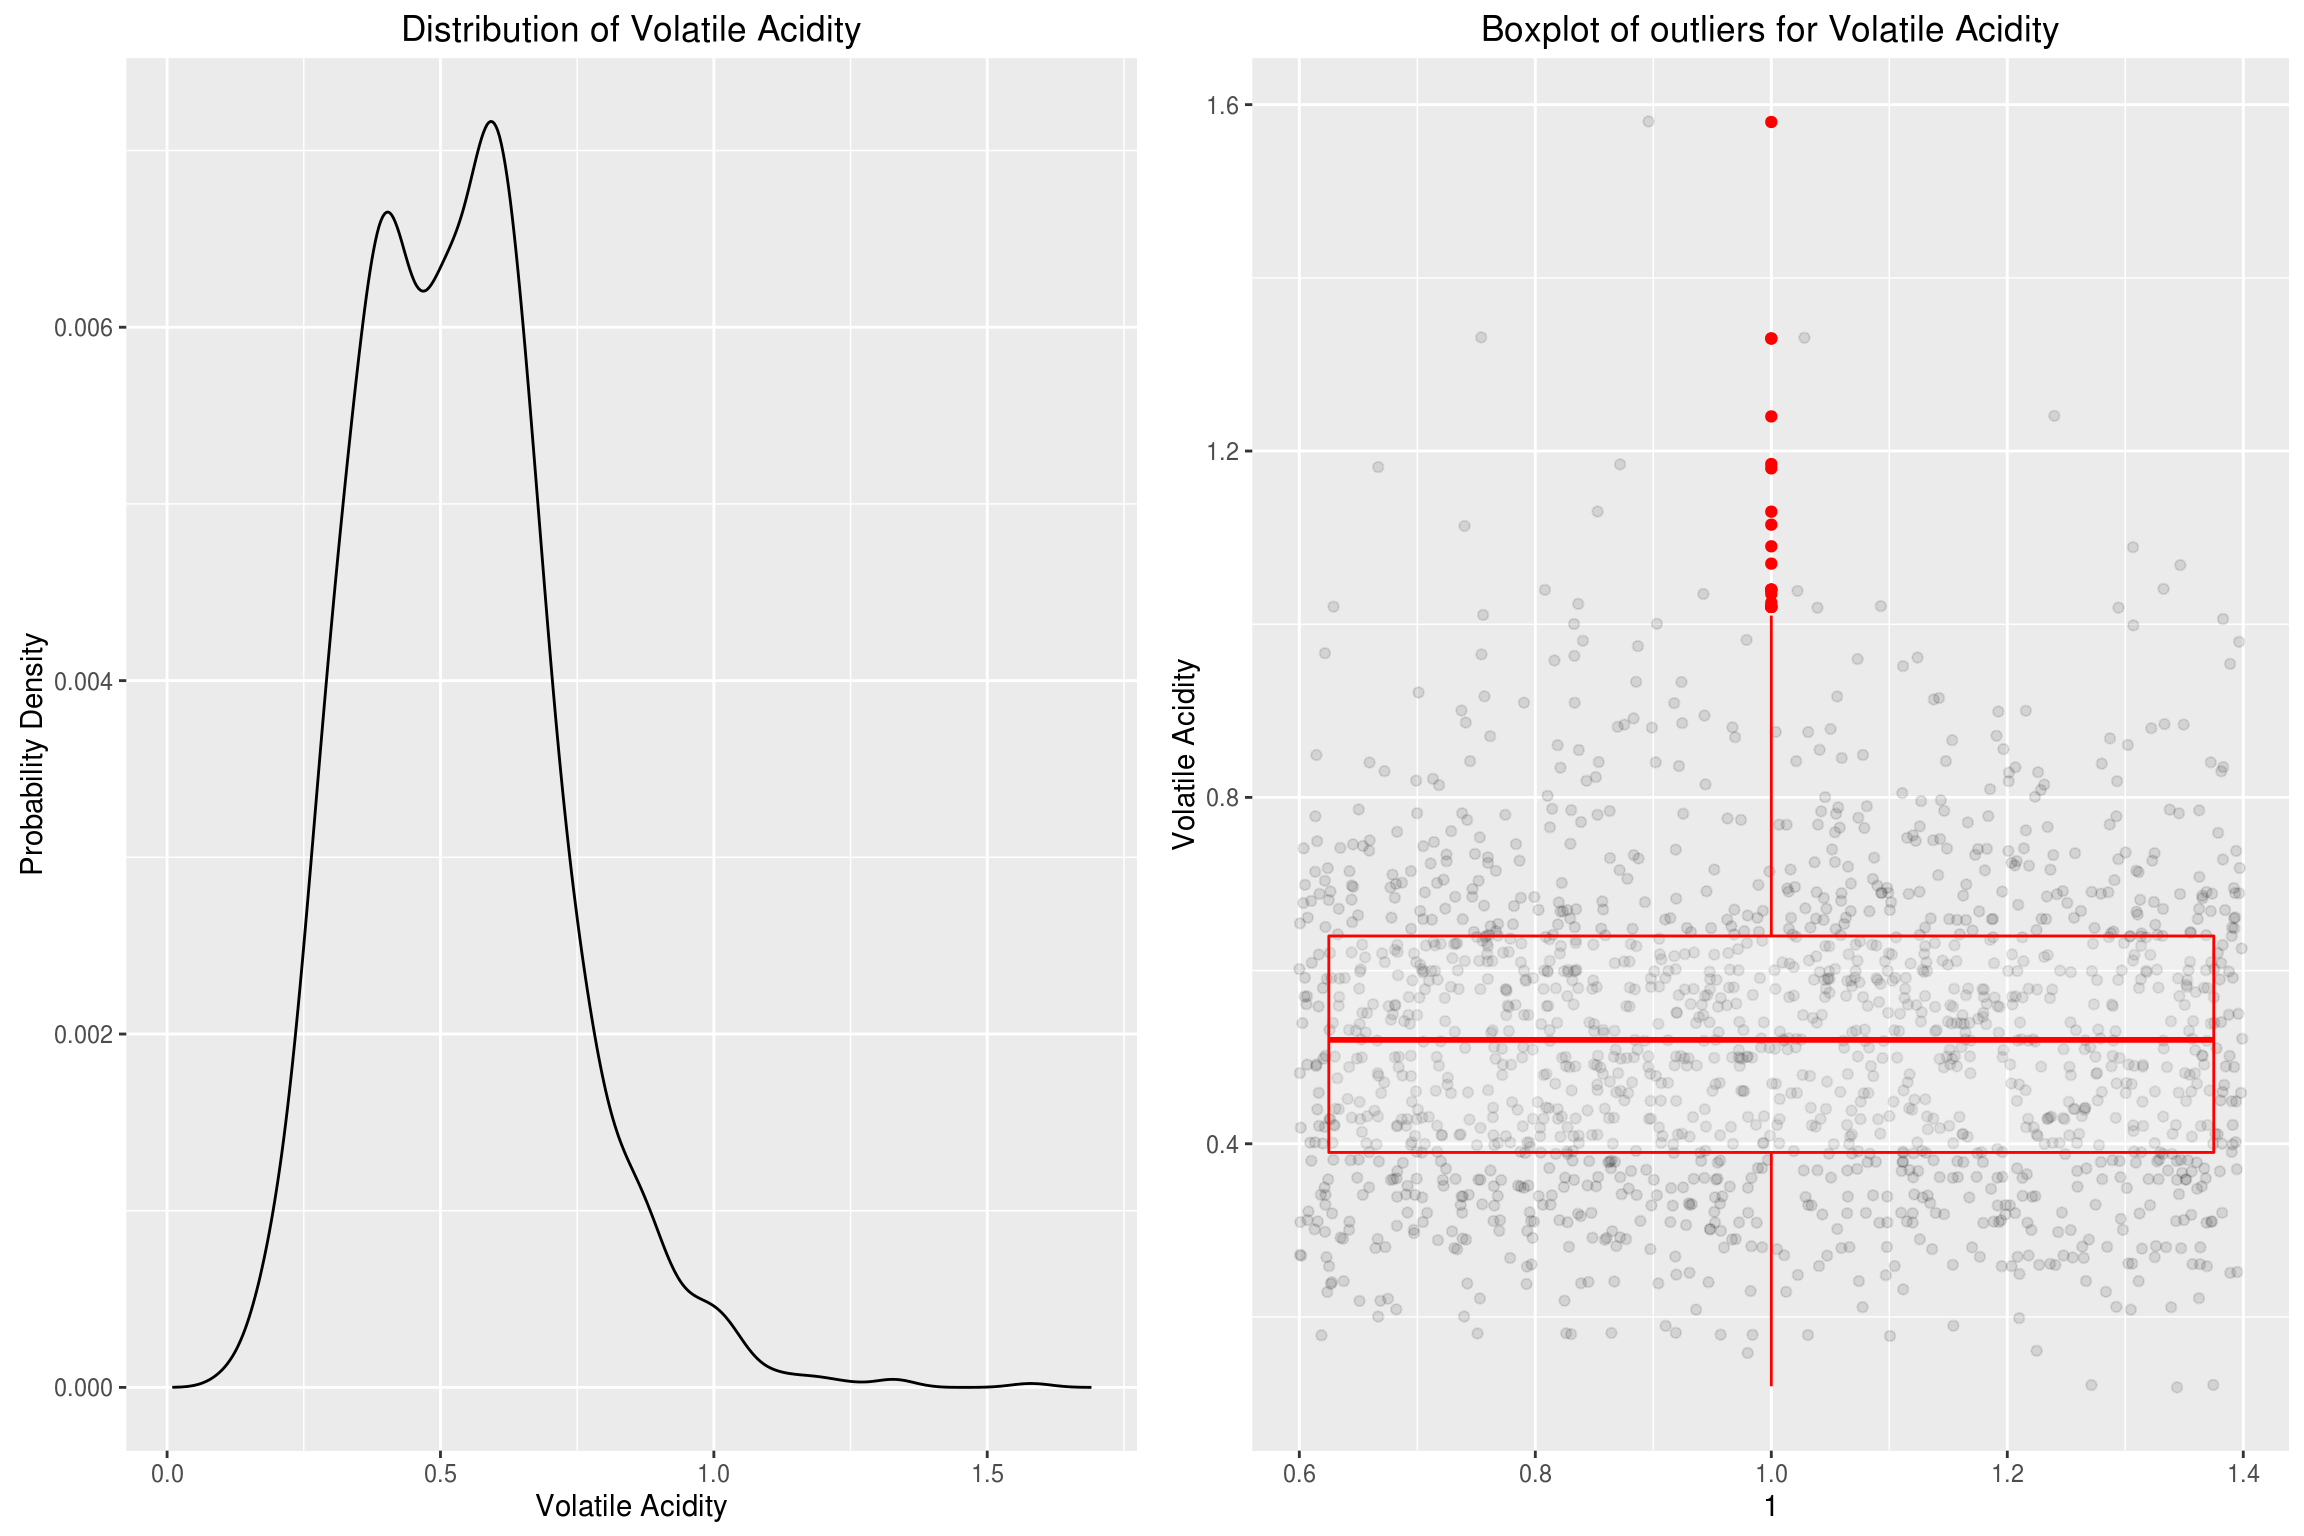 Distribution of Volatile Acidity
Probability Density
0.006
0.004
0.002
0.000
0.0 0.5 1.0 1.5
Volatile Acidity
Boxplot of outliers for Volatile Acidity
Volatile Acidity
1.6
1.2
0.8
0.4
0.6 0.8 1.0 1.2 1.4
1